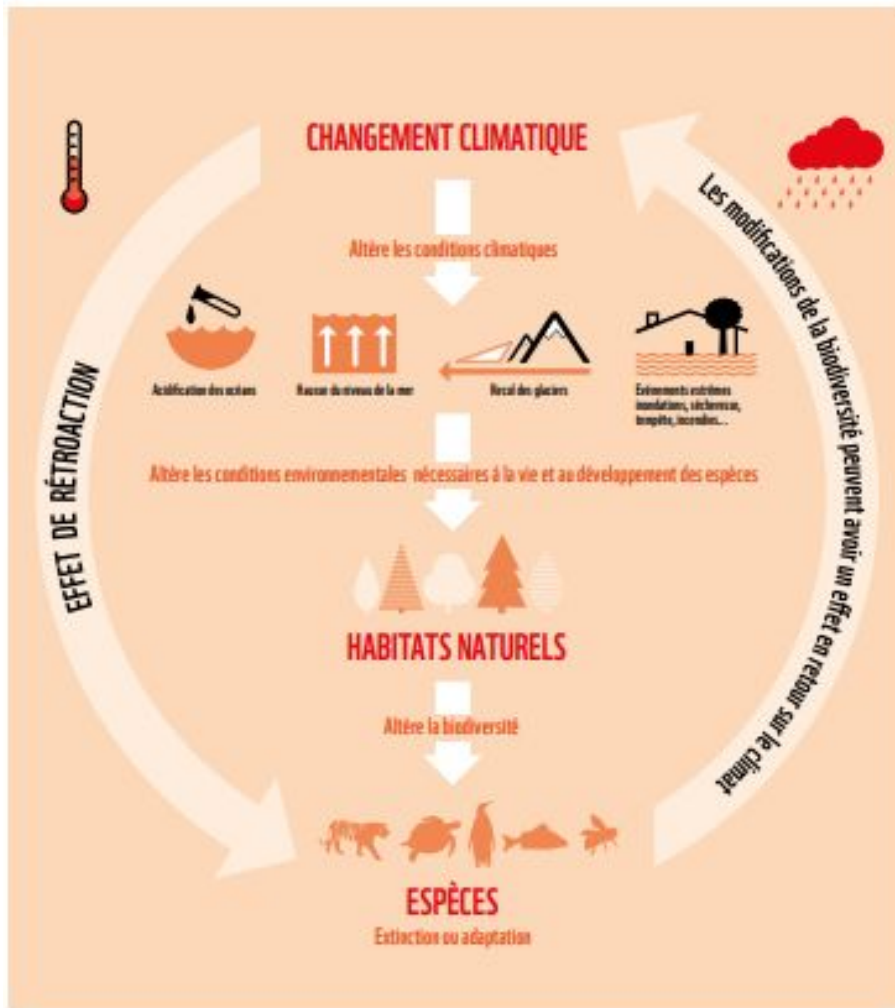 CHANGEMENT CLIMATIQUE
Altère les conditions climatiques
Acidification des océans
Hausse du niveau de la mer
Recul des glaciers
Evénements extrêmes
inondations, sécheresse,
tempête, incendies...
Altère les conditions environnementales nécessaires à la vie et au développement des espèces
HABITATS NATURELS
Altère la biodiversité
ESPÈCES
Extinction ou adaptation
EFFET DE RÉTROACTION
Les modifications de la biodiversité peuvent avoir un effet en retour sur le climat